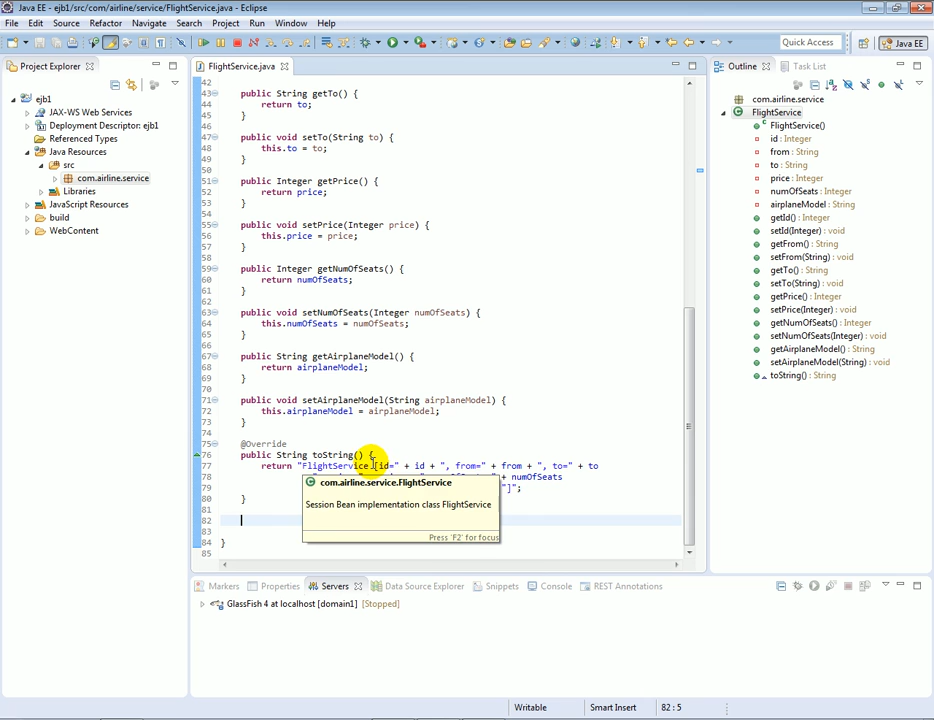 Java EE - ejb1/src/com/airline/service/FlightService.java - Eclipse
File Edit Source Refactor Navigate Search Project Run Window Help
Quick Access
Java EE
Project Explorer
ejb1
JAX-WS Web Services
Deployment Descriptor: ejb1
Referenced Types
Java Resources
src
com.airline.service
Libraries
JavaScript Resources
build
WebContent
FlightService.java
42
43 public String getTo() {
44 return to;
45 }
46
47 public void setTo(String to) {
48 this.to = to;
49 }
50
51 public Integer getPrice() {
52 return price;
53 }
54
55 public void setPrice(Integer price) {
56 this.price = price;
57 }
58
59 public Integer getNumOfSeats() {
60 return numOfSeats;
61 }
62
63 public void setNumOfSeats(Integer numOfSeats) {
64 this.numOfSeats = numOfSeats;
65 }
66
67 public String getAirplaneModel() {
68 return airplaneModel;
69 }
70
71 public void setAirplaneModel(String airplaneModel) {
72 this.airplaneModel = airplaneModel;
73 }
74
75 @Override
76 public String toString() {
77 return "FlightService [id=" + id + ", from=" + from + ", to=" + to
78 + numOfSeats
79 "]";
80 }
81
82
83
84 }
85
com.airline.service.FlightService
Session Bean implementation class FlightService
Press 'F2' for focus
Outline Task List
com.airline.service
FlightService
FlightService()
id : Integer
from : String
to : String
price : Integer
numOfSeats : Integer
airplaneModel : String
getId() : Integer
setId(Integer) : void
getFrom() : String
setFrom(String) : void
getTo() : String
setTo(String) : void
getPrice() : Integer
setPrice(Integer) : void
getNumOfSeats() : Integer
setNumOfSeats(Integer) : void
getAirplaneModel() : String
setAirplaneModel(String) : void
toString() : String
Markers Properties Servers Data Source Explorer Snippets Console REST Annotations
GlassFish 4 at localhost [domain1] [Stopped]
Writable Smart Insert 82 : 5